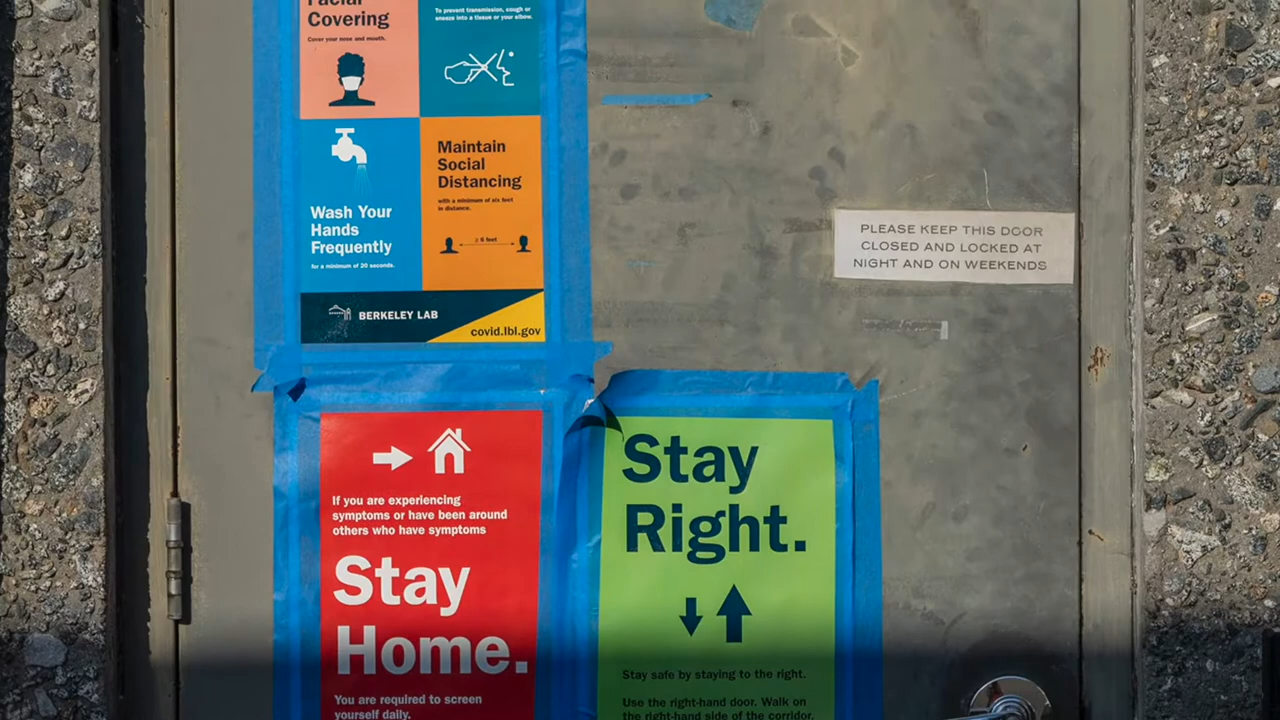 Facial
Covering
Cover your nose and mouth.
To prevent transmission, cough or
sneeze into a tissue or your elbow.
Wash Your
Hands
Frequently
for a minimum of 20 seconds.
Maintain
Social
Distancing
with a minimum of six feet
in distance.
≥ 6 feet
BERKELEY LAB
covid.lbl.gov
PLEASE KEEP THIS DOOR
CLOSED AND LOCKED AT
NIGHT AND ON WEEKENDS
If you are experiencing
symptoms or have been around
others who have symptoms
Stay
Home.
You are required to screen
yourself daily.
Stay
Right.
Stay safe by staying to the right.
Use the right-hand door. Walk on
the right-hand side of the corridor.